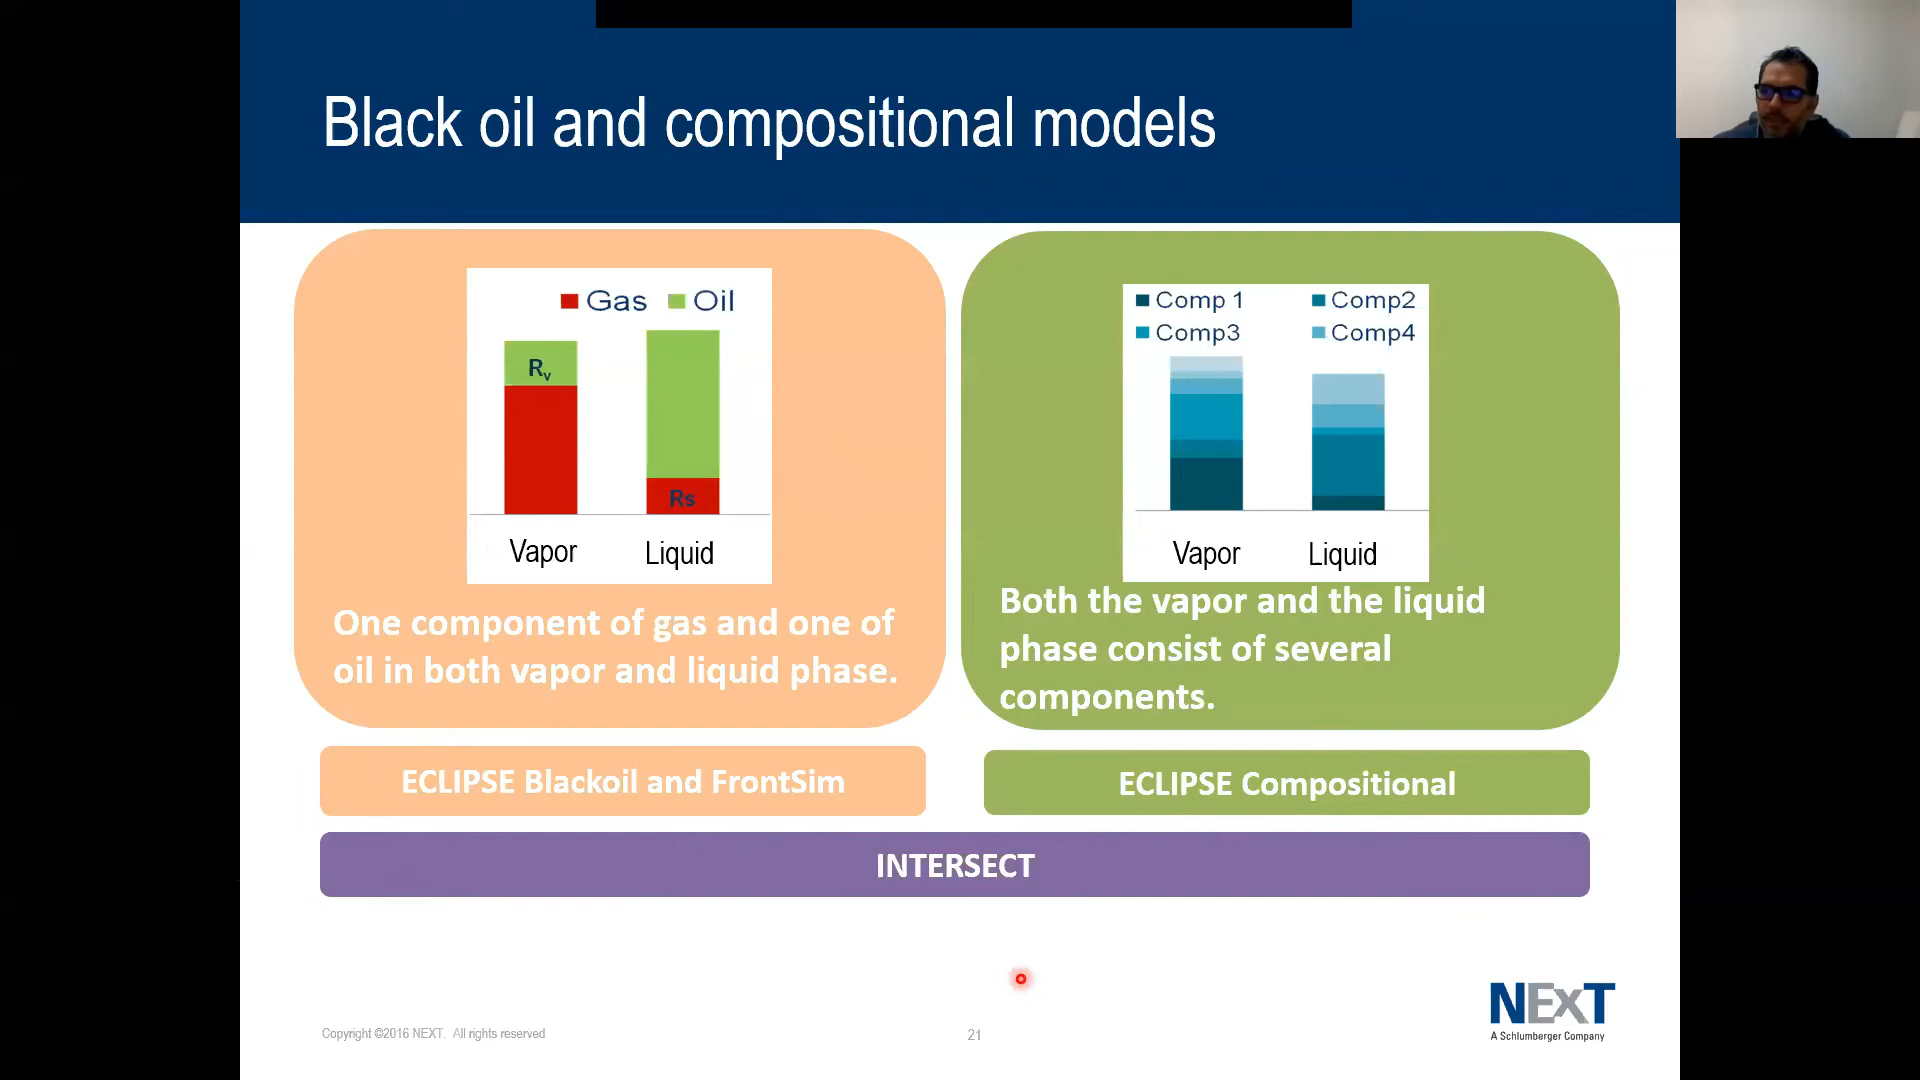 Black oil and compositional models
Gas Oil
Rv
Rs
Vapor Liquid
One component of gas and one of
oil in both vapor and liquid phase.
Comp 1 Comp2
Comp3 Comp4
Vapor Liquid
Both the vapor and the liquid
phase consist of several
components.
ECLIPSE Blackoil and FrontSim
ECLIPSE Compositional
INTERSECT
Copyright ©2016 NEXT. All rights reserved
21
NExT
A Schlumberger Company